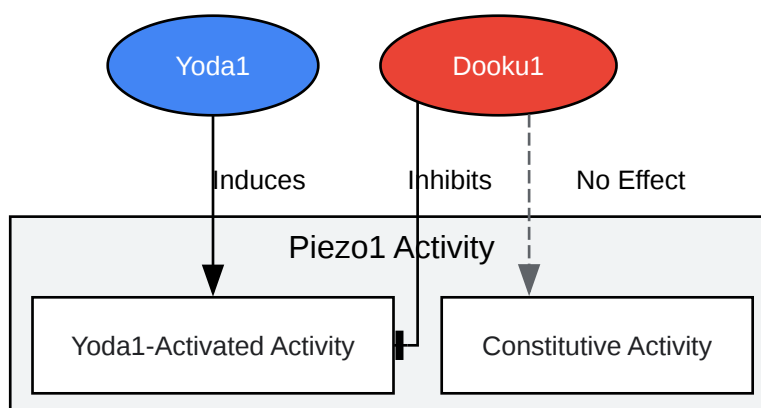 Yoda1
Dooku1
Induces
Inhibits
No Effect
Piezo1 Activity
Yoda1-Activated Activity
Constitutive Activity